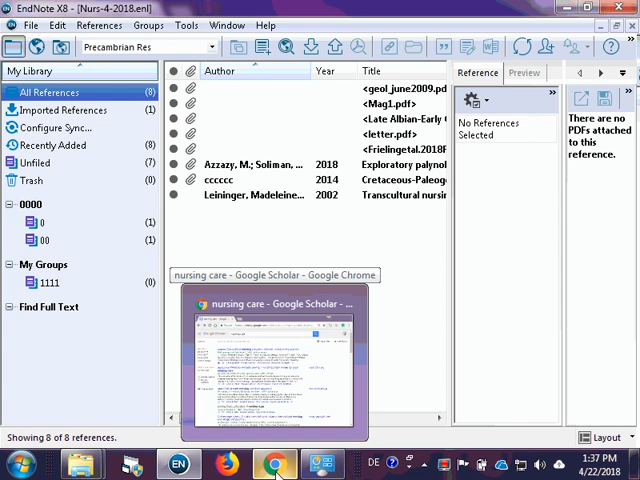 EndNote X8 - [Nurs-4-2018.enl]
File Edit References Groups Tools Window Help
Precambrian Res
My Library
All References (8)
Imported References (1)
Configure Sync...
Recently Added (8)
Unfiled (7)
Trash (0)
0000
0 (1)
00 (1)
My Groups
1111 (0)
Find Full Text
Author Year Title
<geol_june2009.pd
<Mag1.pdf>
<Late Albian-Early C
<letter.pdf>
<Frielingetal.2018P
Azzazy, M.; Soliman, ... 2018 Exploratory palynol
cccccc 2014 Cretaceous-Paleog
Leininger, Madeleine... 2002 Transcultural nursin
Reference Preview
No References
Selected
There are no
PDFs attached
to this
reference.
nursing care - Google Scholar - Google Chrome
nursing care - Google Scholar - ...
Showing 8 of 8 references.
Layout
EN
DE
1:37 PM
4/22/2018